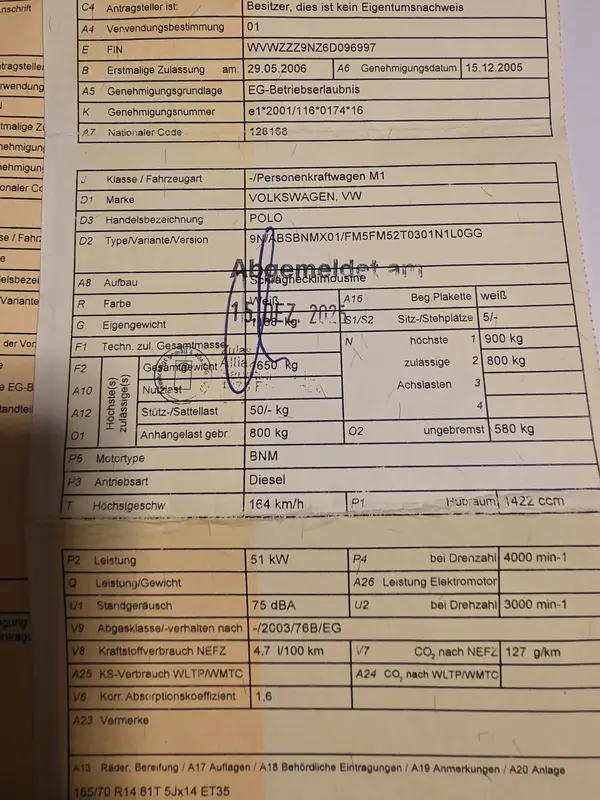 C4 Antragsteller ist: Besitzer, dies ist kein Eigentumsnachweis
A4 Verwendungsbestimmung 01
E FIN WVWZZZ9NZ6D096997
B Erstmalige Zulassung am: 29.05.2006 A6 Genehmigungsdatum 15.12.2005
A5 Genehmigungsgrundlage EG-Betriebserlaubnis
K Genehmigungsnummer e1*2001/116*0174*16
A7 Nationaler Code 128168
J Klasse / Fahrzeugart -/Personenkraftwagen M1
D1 Marke VOLKSWAGEN, VW
D3 Handelsbezeichnung POLO
D2 Type/Variante/Version 9N/ABSBNMX01/FM5FM52T0301N1L0GG
Abgemeldet am
A8 Aufbau Schräghecklimousine
R Farbe Weiß A16 Beg.Plakette weiß
15. DEZ. 2025
G Eigengewicht kg S1/S2 Sitz-/Stehplätze 5/-
F1 Techn. zul. Gesamtmasse N höchste 1 900 kg
F2 Höchste(s) zulässige(s) Gesamtgewicht 1650 kg zulässige 2 800 kg
A10 Nutzlast Achslasten 3
A12 Stütz-/Sattellast 50/- kg 4
O1 Anhängelast gebr 800 kg O2 ungebremst 580 kg
P5 Motortype BNM
P3 Antriebsart Diesel
T Höchstgeschw. 164 km/h P1 Hubraum 1422 ccm
P2 Leistung 51 kW P4 bei Drehzahl 4000 min-1
Q Leistung/Gewicht A26 Leistung Elektromotor
U1 Standgeräusch 75 dBA U2 bei Drehzahl 3000 min-1
V9 Abgasklasse/-verhalten nach -/2003/76B/EG
V8 Kraftstoffverbrauch NEFZ 4,7 l/100 km V7 CO2 nach NEFZ 127 g/km
A25 KS-Verbrauch WLTP/WMTC A24 CO2 nach WLTP/WMTC
V6 Korr. Absorptionskoeffizient 1,6
A23 Vermerke
A13 Räder, Bereifung / A17 Auflagen / A18 Behördliche Eintragungen / A19 Anmerkungen / A20 Anlage
165/70 R14 81T 5Jx14 ET35